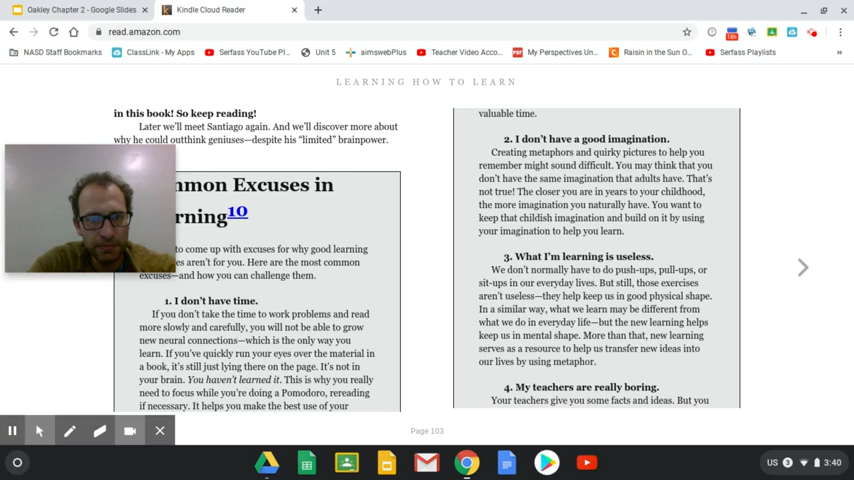 Oakley Chapter 2 - Google Slides
Kindle Cloud Reader
read.amazon.com
18h
NASD Staff Bookmarks
ClassLink - My Apps
Serfass YouTube Pl...
Unit 5
aimswebPlus
Teacher Video Acco...
My Perspectives Un...
Raisin in the Sun O...
Serfass Playlists
LEARNING HOW TO LEARN
in this book! So keep reading!
Later we'll meet Santiago again. And we'll discover more about
why he could outthink geniuses—despite his "limited" brainpower.
mmon Excuses in
rning10
to come up with excuses for why good learning
es aren't for you. Here are the most common
excuses—and how you can challenge them.
1. I don't have time.
If you don't take the time to work problems and read
more slowly and carefully, you will not be able to grow
new neural connections—which is the only way you
learn. If you've quickly run your eyes over the material in
a book, it's still just lying there on the page. It's not in
your brain. You haven't learned it. This is why you really
need to focus while you're doing a Pomodoro, rereading
if necessary. It helps you make the best use of your
valuable time.
2. I don't have a good imagination.
Creating metaphors and quirky pictures to help you
remember might sound difficult. You may think that you
don't have the same imagination that adults have. That's
not true! The closer you are in years to your childhood,
the more imagination you naturally have. You want to
keep that childish imagination and build on it by using
your imagination to help you learn.
3. What I'm learning is useless.
We don't normally have to do push-ups, pull-ups, or
sit-ups in our everyday lives. But still, those exercises
aren't useless—they help keep us in good physical shape.
In a similar way, what we learn may be different from
what we do in everyday life—but the new learning helps
keep us in mental shape. More than that, new learning
serves as a resource to help us transfer new ideas into
our lives by using metaphor.
4. My teachers are really boring.
Your teachers give you some facts and ideas. But you
Page 103
US 3 3:40